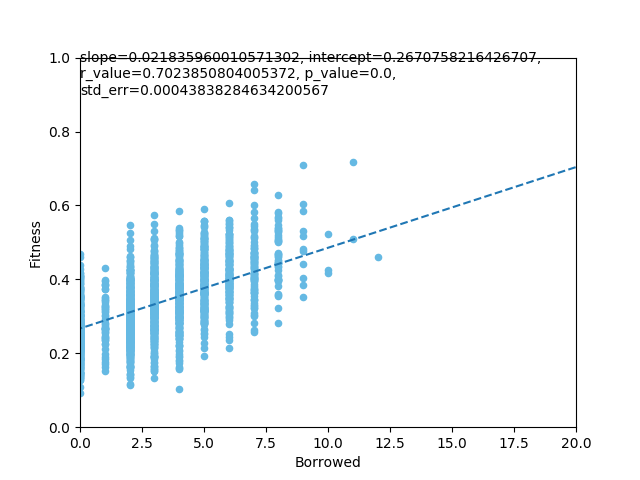 slope=0.021835960010571302, intercept=0.2670758216426707,
r_value=0.7023850804005372, p_value=0.0,
std_err=0.00043838284634200567
1.0
0.8
0.6
0.4
0.2
0.0
Fitness
0.0 2.5 5.0 7.5 10.0 12.5 15.0 17.5 20.0
Borrowed